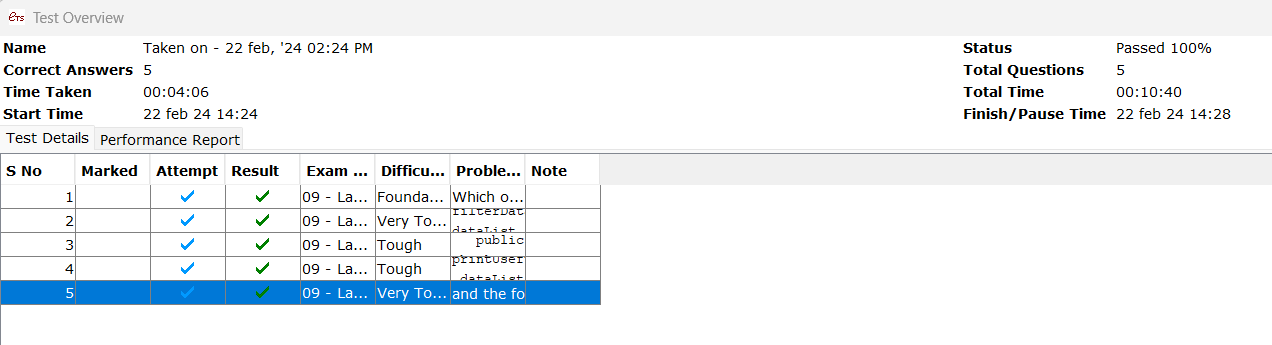 eTS Test Overview
Name Taken on - 22 feb, '24 02:24 PM Status Passed 100%
Correct Answers 5 Total Questions 5
Time Taken 00:04:06 Total Time 00:10:40
Start Time 22 feb 24 14:24 Finish/Pause Time 22 feb 24 14:28
Test Details Performance Report
S No Marked Attempt Result Exam ... Difficu... Proble... Note
1 09 - La... Founda... Which o...
2 09 - La... Very To... filterDat
dataList
3 09 - La... Tough public
4 09 - La... Tough printUser
dataList
5 09 - La... Very To... and the fo